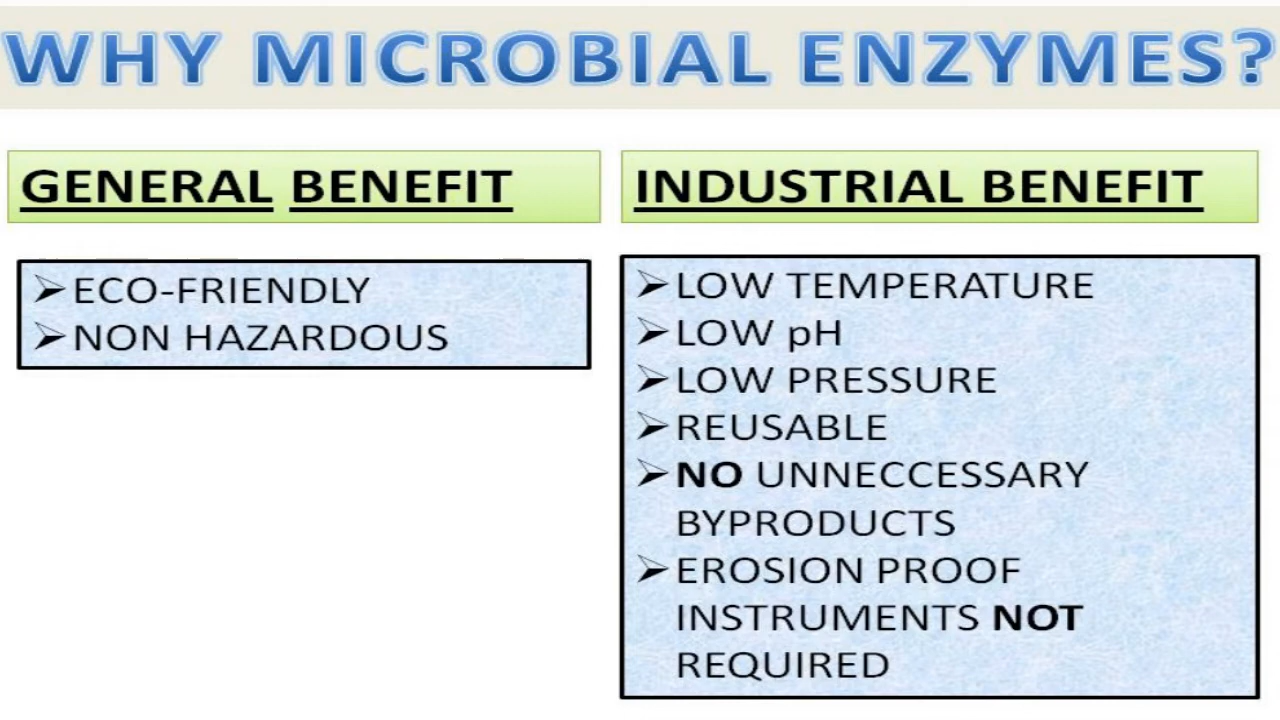 WHY MICROBIAL ENZYMES?
GENERAL BENEFIT
➢ECO-FRIENDLY
➢NON HAZARDOUS
INDUSTRIAL BENEFIT
➢LOW TEMPERATURE
➢LOW pH
➢LOW PRESSURE
➢REUSABLE
➢NO UNNECCESSARY
BYPRODUCTS
➢EROSION PROOF
INSTRUMENTS NOT
REQUIRED